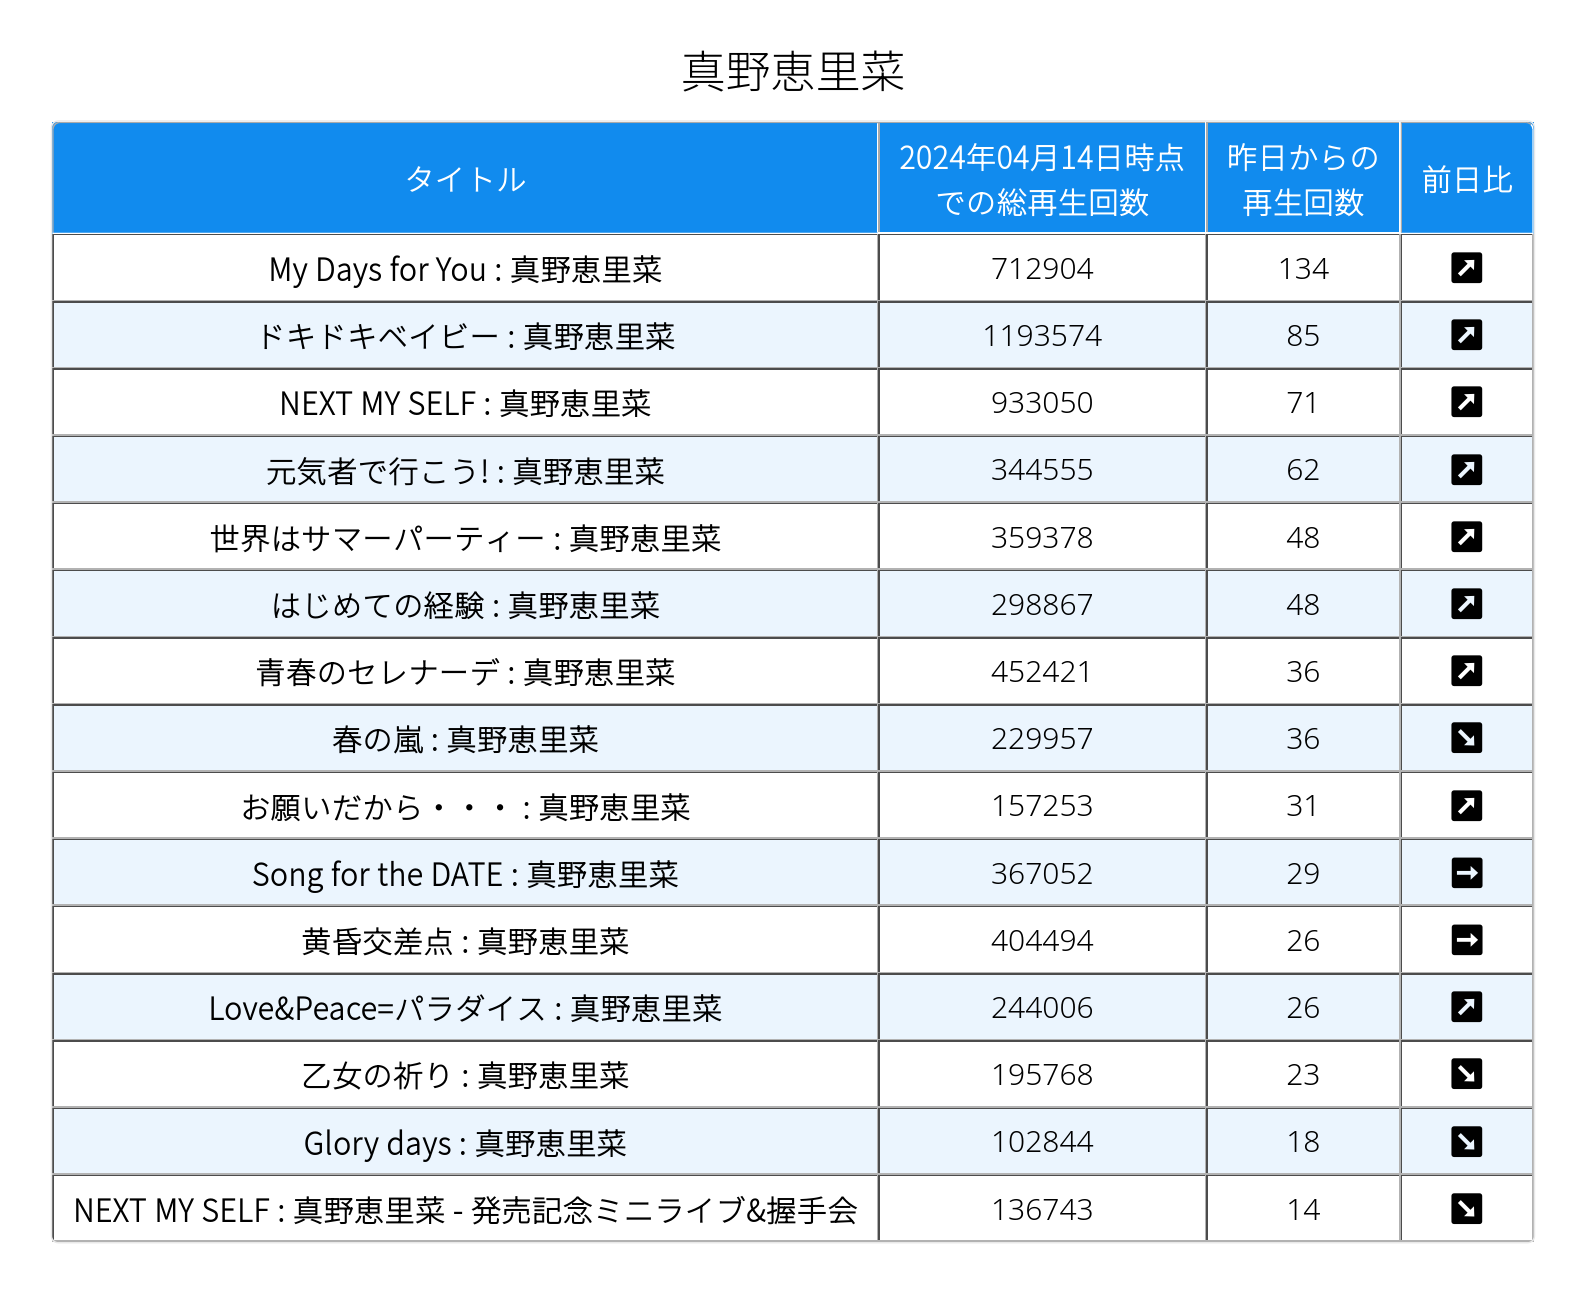 真野恵里菜
タイトル
2024年04月14日時点
での総再生回数
昨日からの
再生回数
前日比
My Days for You : 真野恵里菜 712904 134 ↗
ドキドキベイビー : 真野恵里菜 1193574 85 ↗
NEXT MY SELF : 真野恵里菜 933050 71 ↗
元気者で行こう! : 真野恵里菜 344555 62 ↗
世界はサマーパーティー : 真野恵里菜 359378 48 ↗
はじめての経験 : 真野恵里菜 298867 48 ↗
青春のセレナーデ : 真野恵里菜 452421 36 ↗
春の嵐 : 真野恵里菜 229957 36 ↘
お願いだから・・・ : 真野恵里菜 157253 31 ↗
Song for the DATE : 真野恵里菜 367052 29 →
黄昏交差点 : 真野恵里菜 404494 26 →
Love&Peace=パラダイス : 真野恵里菜 244006 26 ↗
乙女の祈り : 真野恵里菜 195768 23 ↘
Glory days : 真野恵里菜 102844 18 ↘
NEXT MY SELF : 真野恵里菜 - 発売記念ミニライブ&握手会 136743 14 ↘